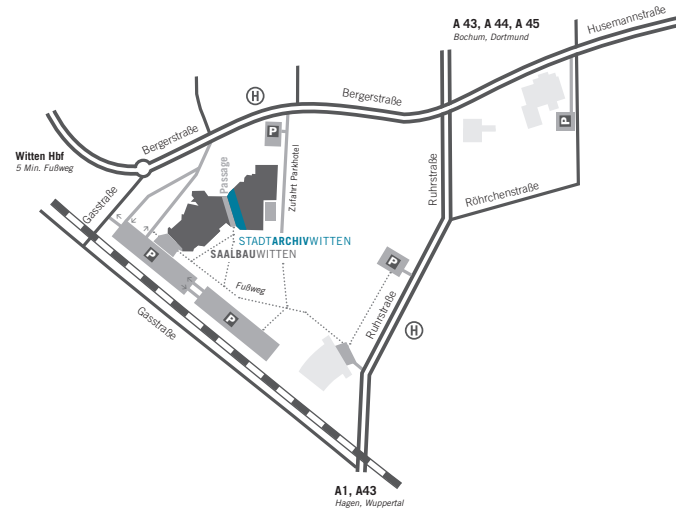 A 43, A 44, A 45
Bochum, Dortmund
Husemannstraße
H
Bergerstraße
Bergerstraße
P
P
Witten Hbf
5 Min. Fußweg
Passage
Zufahrt Parkhotel
Ruhrstraße
Röhrchenstraße
Gasstraße
STADTARCHIVWITTEN
SAALBAUWITTEN
P
P
Fußweg
P
Gasstraße
Ruhrstraße
H
A1, A43
Hagen, Wuppertal